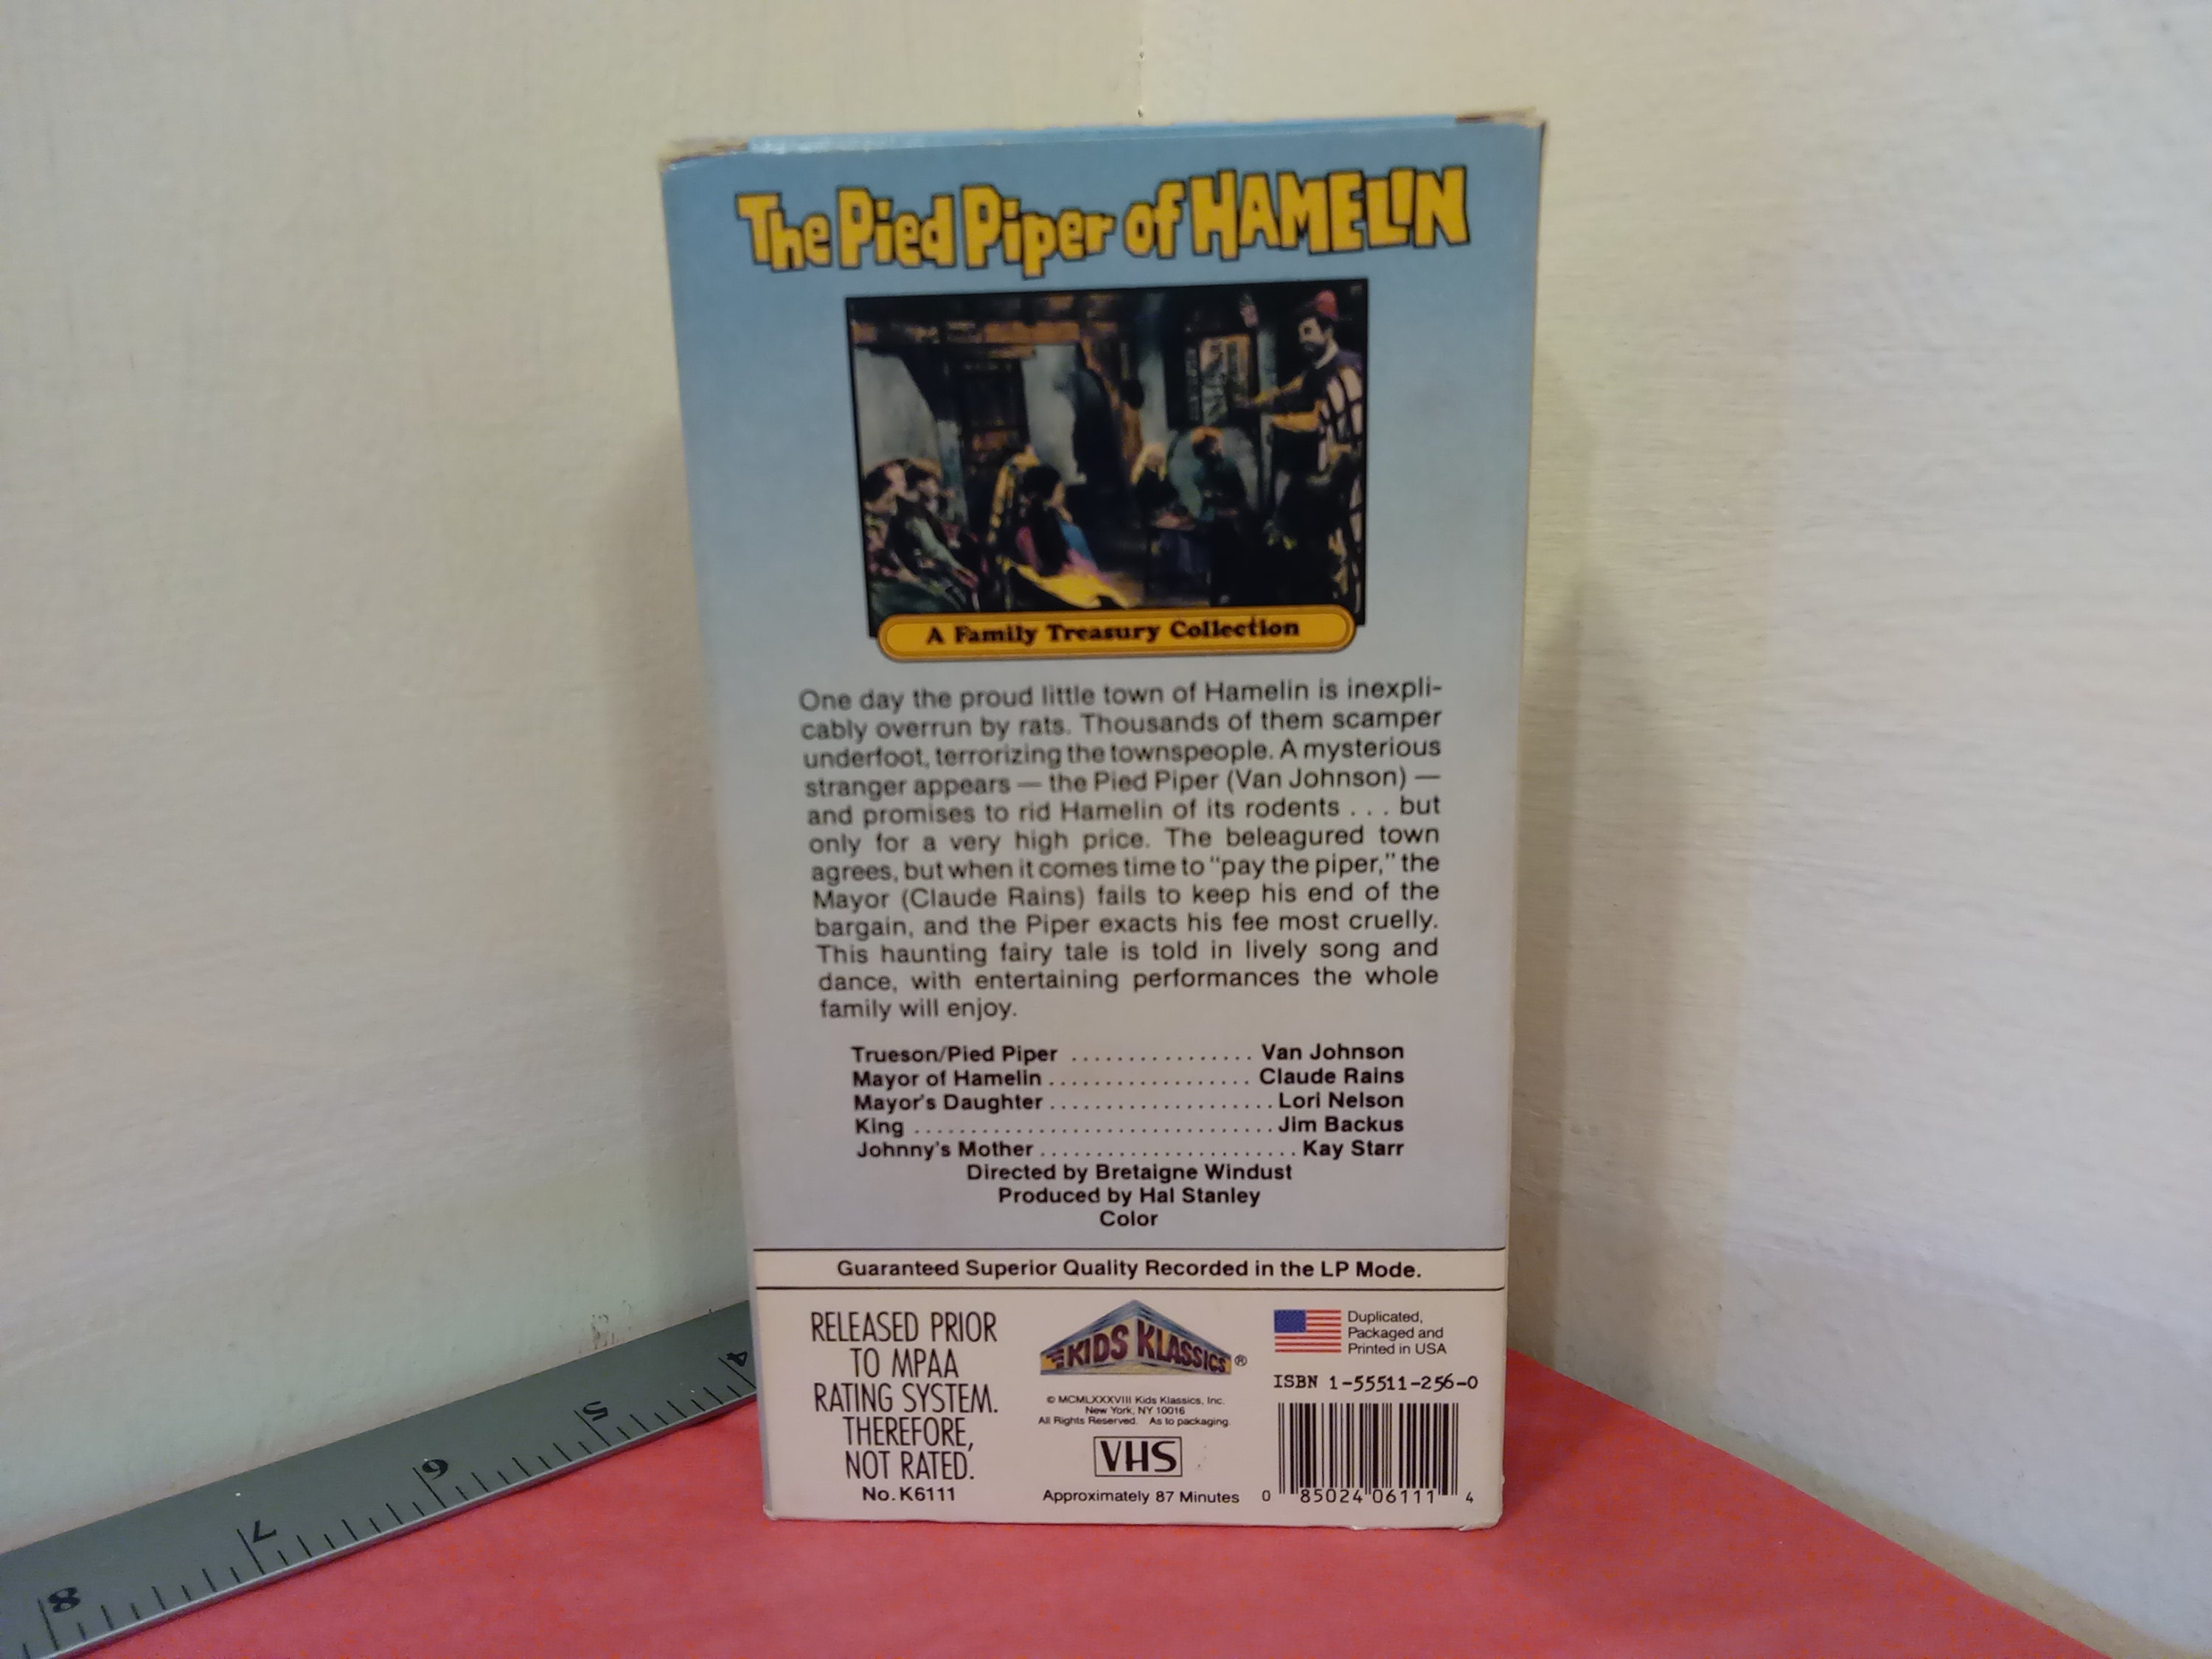 The Pied Piper of HAMELIN
A Family Treasury Collection
One day the proud little town of Hamelin is inexpli-
cably overrun by rats. Thousands of them scamper
underfoot, terrorizing the townspeople. A mysterious
stranger appears — the Pied Piper (Van Johnson) —
and promises to rid Hamelin of its rodents . . . but
only for a very high price. The beleagured town
agrees, but when it comes time to "pay the piper," the
Mayor (Claude Rains) fails to keep his end of the
bargain, and the Piper exacts his fee most cruelly.
This haunting fairy tale is told in lively song and
dance, with entertaining performances the whole
family will enjoy.
Trueson/Pied Piper ................ Van Johnson
Mayor of Hamelin .................. Claude Rains
Mayor's Daughter .................... Lori Nelson
King ................................ Jim Backus
Johnny's Mother ....................... Kay Starr
Directed by Bretaigne Windust
Produced by Hal Stanley
Color
Guaranteed Superior Quality Recorded in the LP Mode.
RELEASED PRIOR
TO MPAA
RATING SYSTEM.
THEREFORE,
NOT RATED.
No. K6111
KIDS KLASSICS ®
© MCMLXXXVIII Kids Klassics, Inc.
New York, NY 10016
All Rights Reserved. As to packaging.
VHS
Approximately 87 Minutes
Duplicated,
Packaged and
Printed in USA
ISBN 1-55511-256-0
0 85024 06111 4
4
5
6
7
8